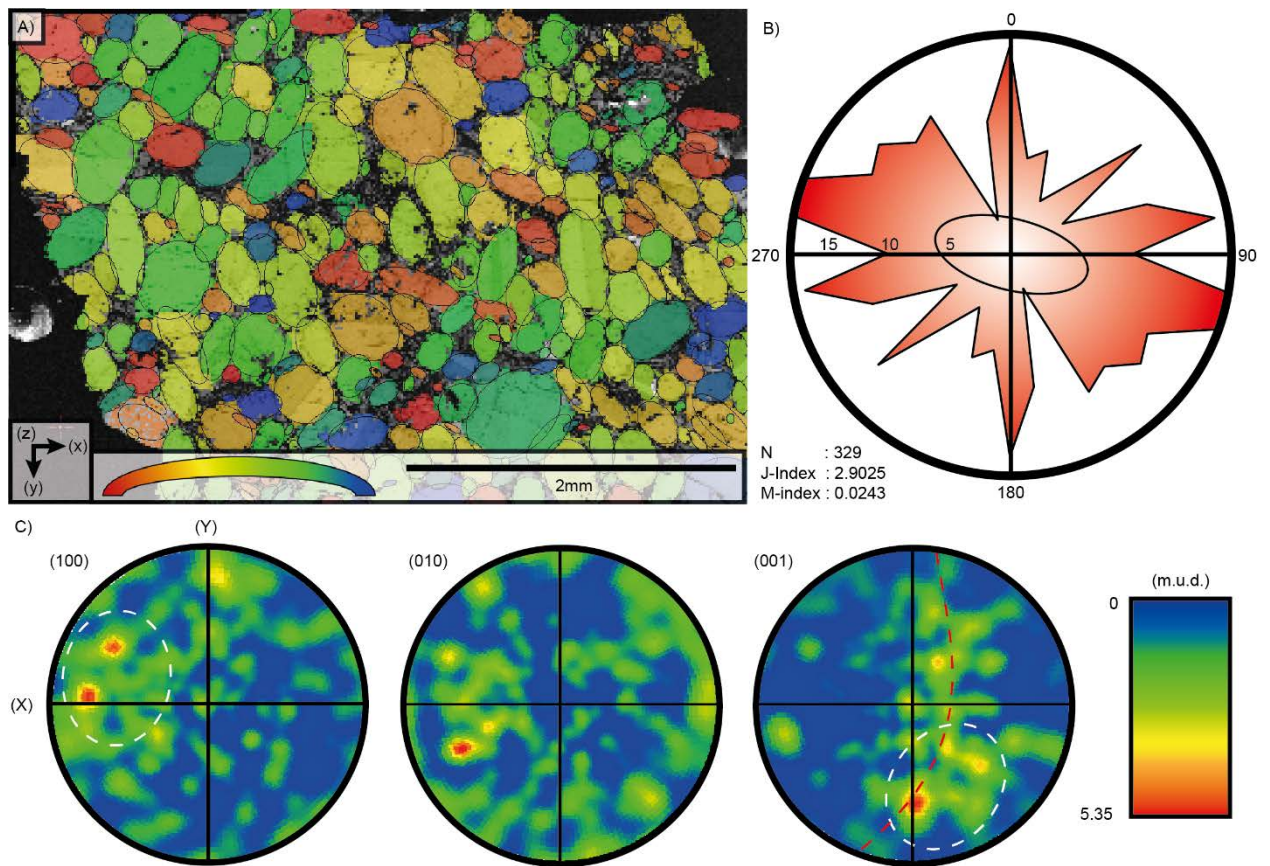 A)
(z)
(x)
(y)
2mm
B)
0
270
15
10
5
90
180
N : 329
J-Index : 2.9025
M-index : 0.0243
C)
(Y)
(100)
(010)
(001)
(m.u.d.)
0
(X)
5.35